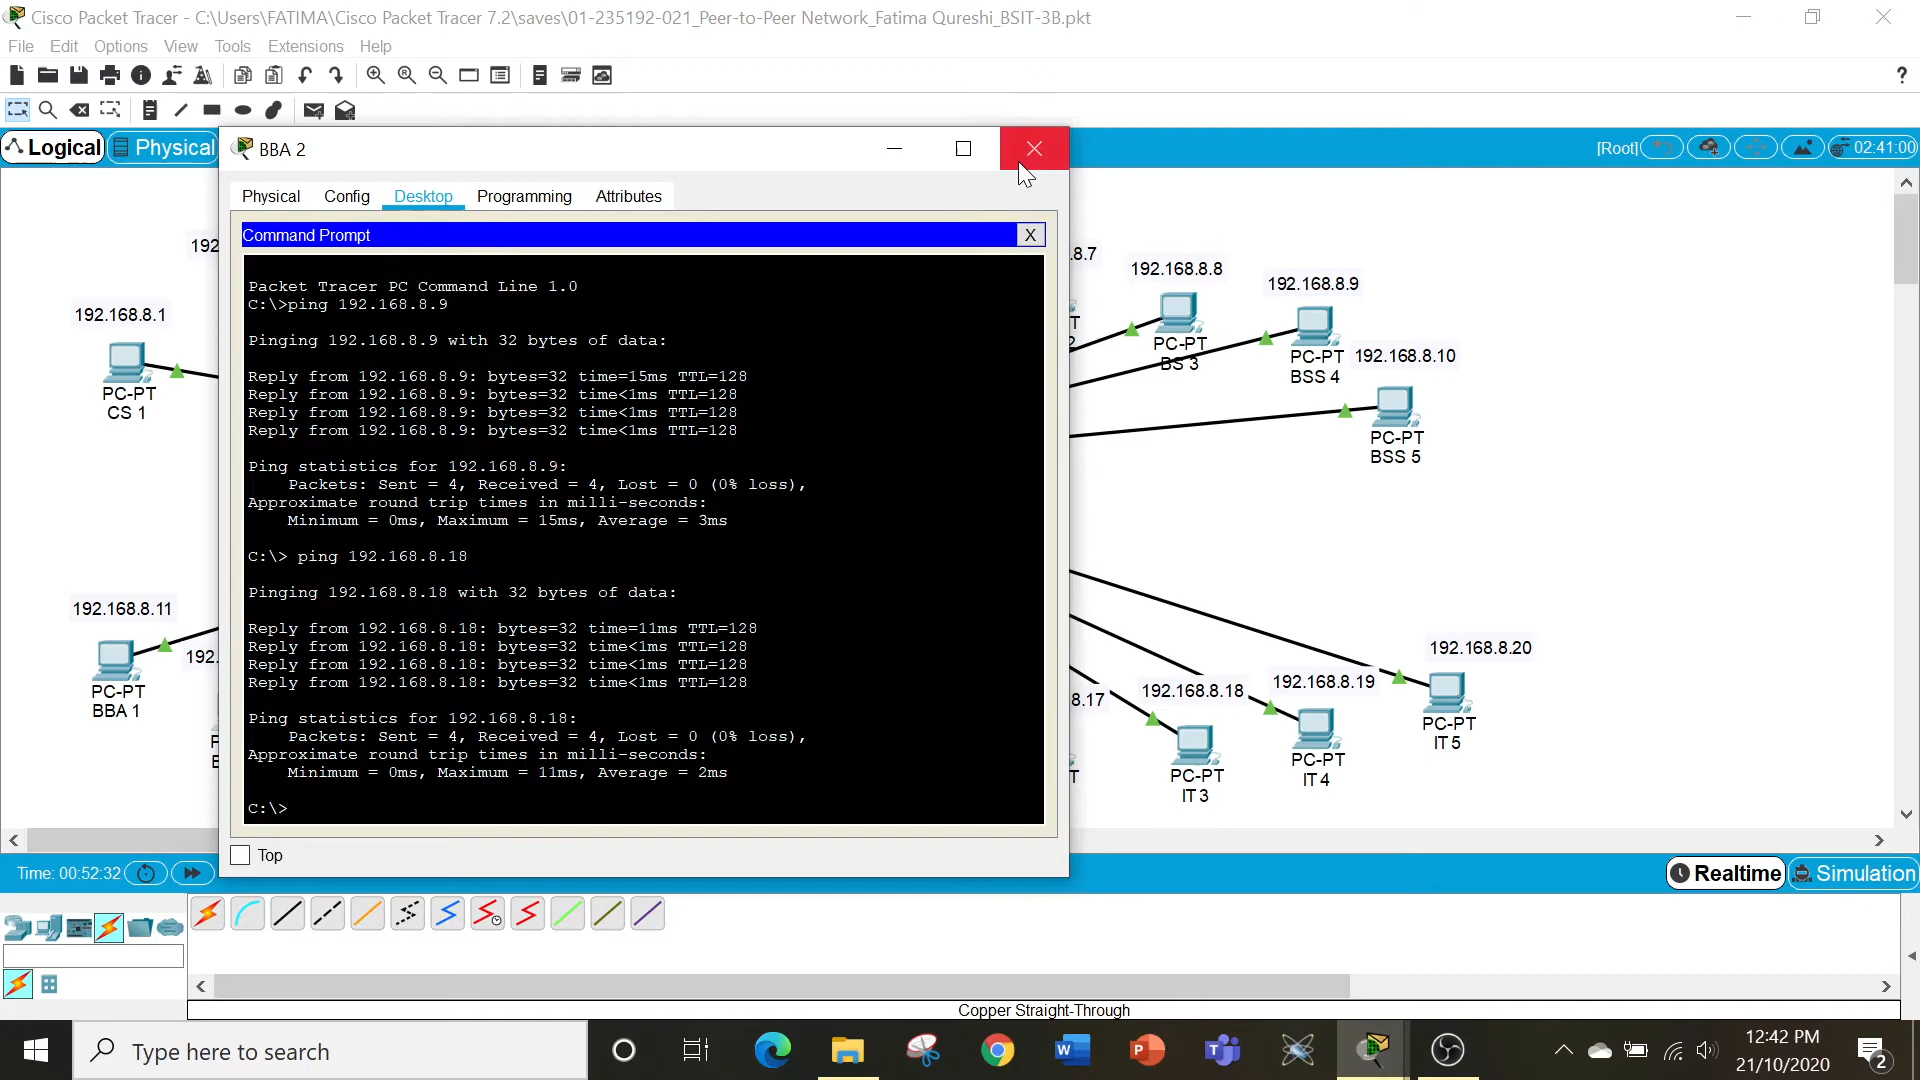 Cisco Packet Tracer - C:\Users\FATIMA\Cisco Packet Tracer 7.2\saves\01-235192-021_Peer-to-Peer Network_Fatima Qureshi_BSIT-3B.pkt
File Edit Options View Tools Extensions Help
?
Logical Physical
[Root] 02:41:00
BBA 2
Physical Config Desktop Programming Attributes
Command Prompt X
Packet Tracer PC Command Line 1.0
C:\>ping 192.168.8.9
Pinging 192.168.8.9 with 32 bytes of data:
Reply from 192.168.8.9: bytes=32 time=15ms TTL=128
Reply from 192.168.8.9: bytes=32 time<1ms TTL=128
Reply from 192.168.8.9: bytes=32 time<1ms TTL=128
Reply from 192.168.8.9: bytes=32 time<1ms TTL=128
Ping statistics for 192.168.8.9:
Packets: Sent = 4, Received = 4, Lost = 0 (0% loss),
Approximate round trip times in milli-seconds:
Minimum = 0ms, Maximum = 15ms, Average = 3ms
C:\> ping 192.168.8.18
Pinging 192.168.8.18 with 32 bytes of data:
Reply from 192.168.8.18: bytes=32 time=11ms TTL=128
Reply from 192.168.8.18: bytes=32 time<1ms TTL=128
Reply from 192.168.8.18: bytes=32 time<1ms TTL=128
Reply from 192.168.8.18: bytes=32 time<1ms TTL=128
Ping statistics for 192.168.8.18:
Packets: Sent = 4, Received = 4, Lost = 0 (0% loss),
Approximate round trip times in milli-seconds:
Minimum = 0ms, Maximum = 11ms, Average = 2ms
C:\>
Top
192
192.168.8.1
PC-PT
CS 1
192.168.8.11
PC-PT
BBA 1
192.
.8.7
T
2
192.168.8.8
PC-PT
BS 3
192.168.8.9
PC-PT
BSS 4
192.168.8.10
PC-PT
BSS 5
8.17
T
192.168.8.18
PC-PT
IT 3
192.168.8.19
PC-PT
IT 4
192.168.8.20
PC-PT
IT 5
Time: 00:52:32
Realtime Simulation
Copper Straight-Through
Type here to search
12:42 PM
21/10/2020
2